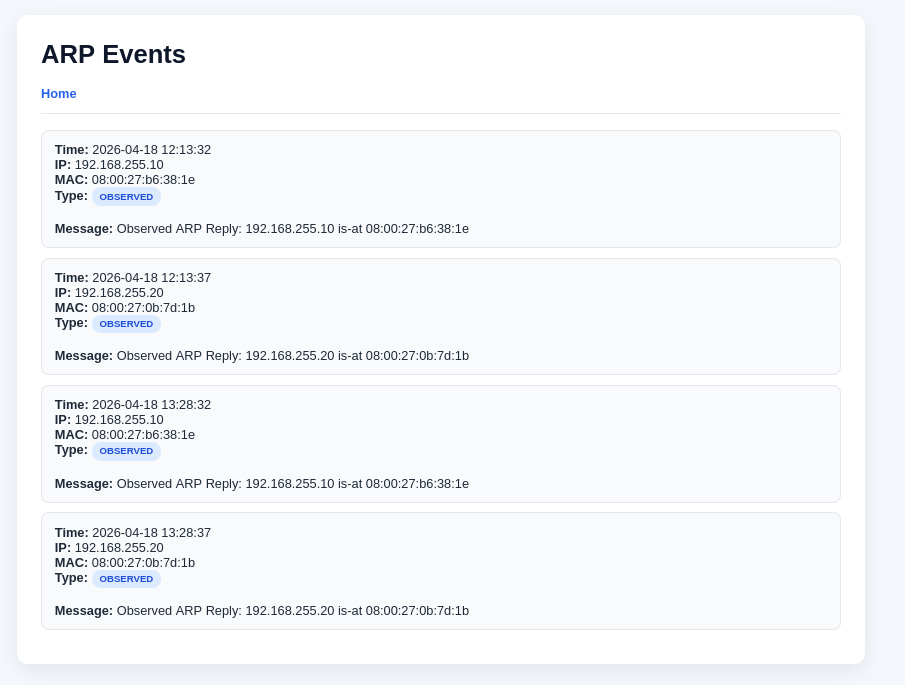 ARP Events
Home
Time: 2026-04-18 12:13:32
IP: 192.168.255.10
MAC: 08:00:27:b6:38:1e
Type: OBSERVED
Message: Observed ARP Reply: 192.168.255.10 is-at 08:00:27:b6:38:1e
Time: 2026-04-18 12:13:37
IP: 192.168.255.20
MAC: 08:00:27:0b:7d:1b
Type: OBSERVED
Message: Observed ARP Reply: 192.168.255.20 is-at 08:00:27:0b:7d:1b
Time: 2026-04-18 13:28:32
IP: 192.168.255.10
MAC: 08:00:27:b6:38:1e
Type: OBSERVED
Message: Observed ARP Reply: 192.168.255.10 is-at 08:00:27:b6:38:1e
Time: 2026-04-18 13:28:37
IP: 192.168.255.20
MAC: 08:00:27:0b:7d:1b
Type: OBSERVED
Message: Observed ARP Reply: 192.168.255.20 is-at 08:00:27:0b:7d:1b